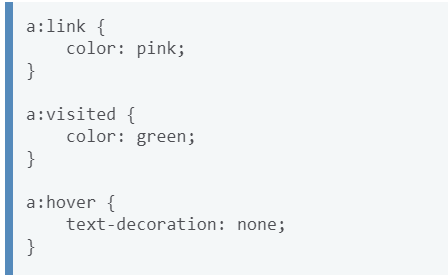 a:link {
    color: pink;
}

a:visited {
    color: green;
}

a:hover {
    text-decoration: none;
}